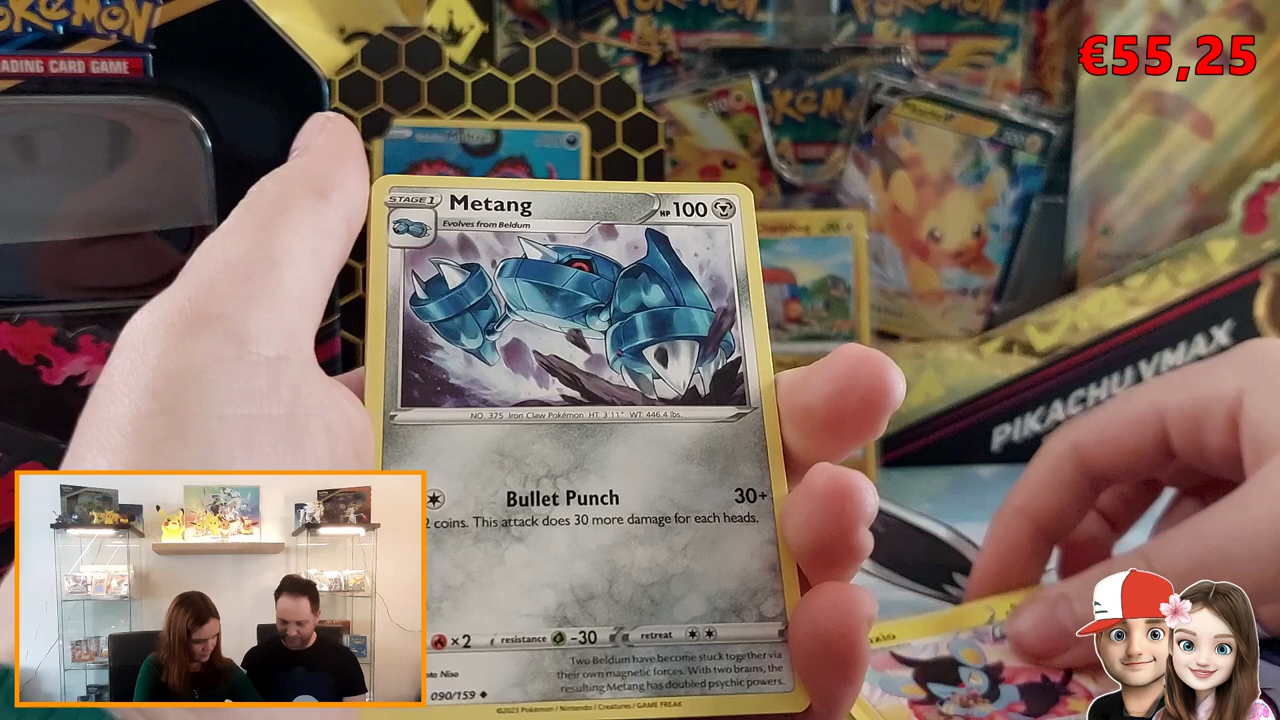 POKÉMON
TRADING CARD GAME
€55,25
STAGE 1
Metang
HP 100
Evolves from Beldum
NO. 375 Iron Claw Pokémon HT: 3'11" WT: 446.4 lbs.
Bullet Punch 30+
2 coins. This attack does 30 more damage for each heads.
×2 resistance -30 retreat
Two Beldum have become stuck together via
their own magnetic forces. With two brains, the
resulting Metang has doubled psychic powers.
090/159
©2023 Pokémon / Nintendo / Creatures / GAME FREAK
PIKACHU VMAX